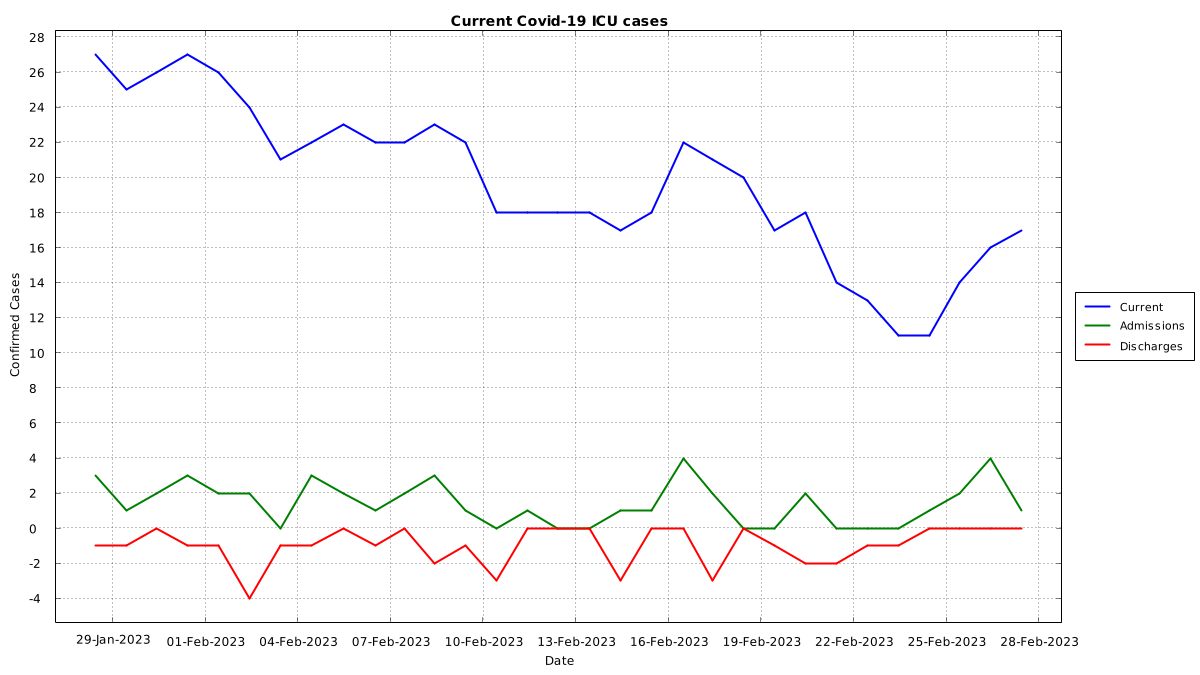 Current Covid-19 ICU cases
28
26
24
22
20
18
16
14
12
10
8
6
4
2
0
-2
-4
Confirmed Cases
29-Jan-2023 01-Feb-2023 04-Feb-2023 07-Feb-2023 10-Feb-2023 13-Feb-2023 16-Feb-2023 19-Feb-2023 22-Feb-2023 25-Feb-2023 28-Feb-2023
Date
Current
Admissions
Discharges